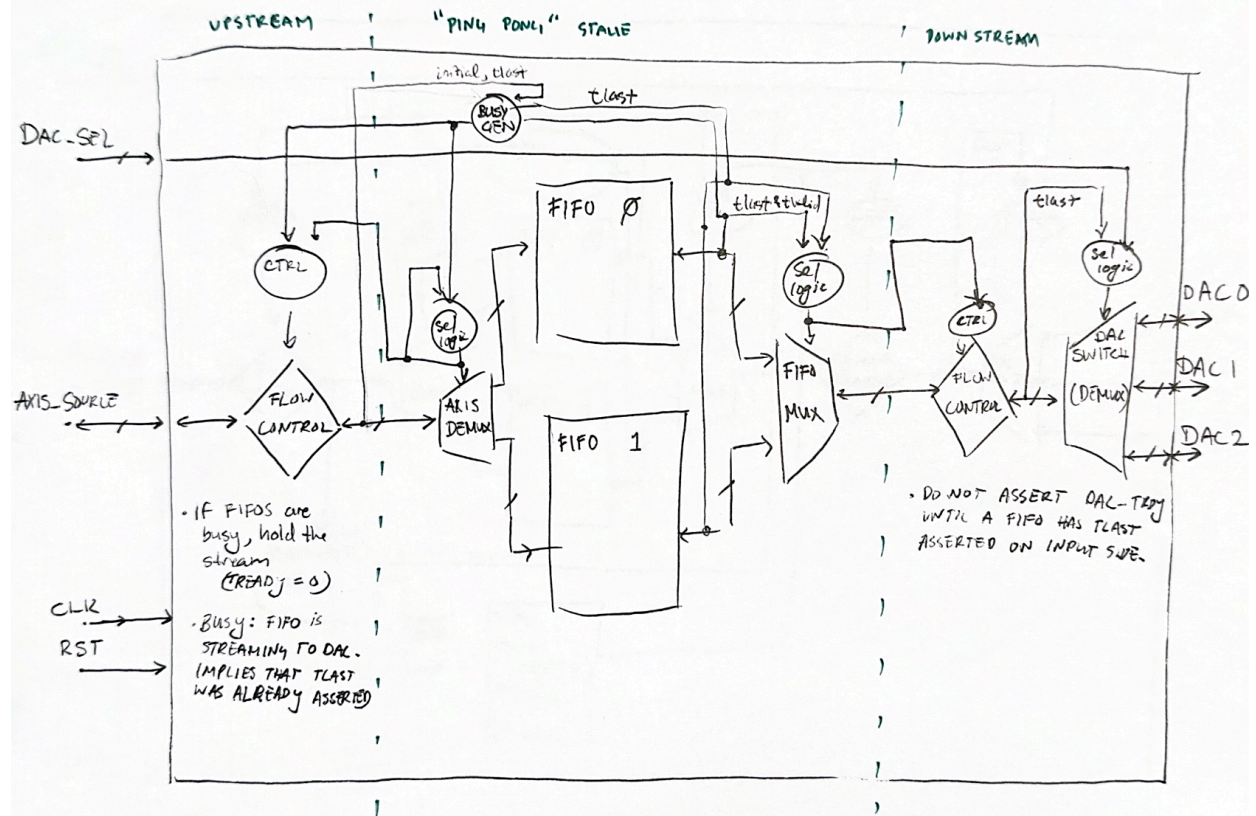 UPSTREAM
"PING PONG" STAGE
DOWNSTREAM
initial, tlast
BUSY
GEN
tlast
DAC_SEL
FIFO 0
tlast&tvalid
tlast
CTRL
sel
logic
sel
logic
sel
logic
CTRL
DAC 0
DAC
SWITCH
(DEMUX)
DAC 1
DAC 2
AXIS_SOURCE
FLOW
CONTROL
AXIS
DEMUX
FIFO 1
FIFO
MUX
FLOW
CONTROL
· IF FIFOS are
busy, hold the
stream
(TREADY = 0)
· BUSY: FIFO is
STREAMING TO DAC.
IMPLIES THAT TLAST
WAS ALREADY ASSERTED
· DO NOT ASSERT DAC_TRDY
UNTIL A FIFO HAS TLAST
ASSERTED ON INPUT SIDE.
CLK
RST